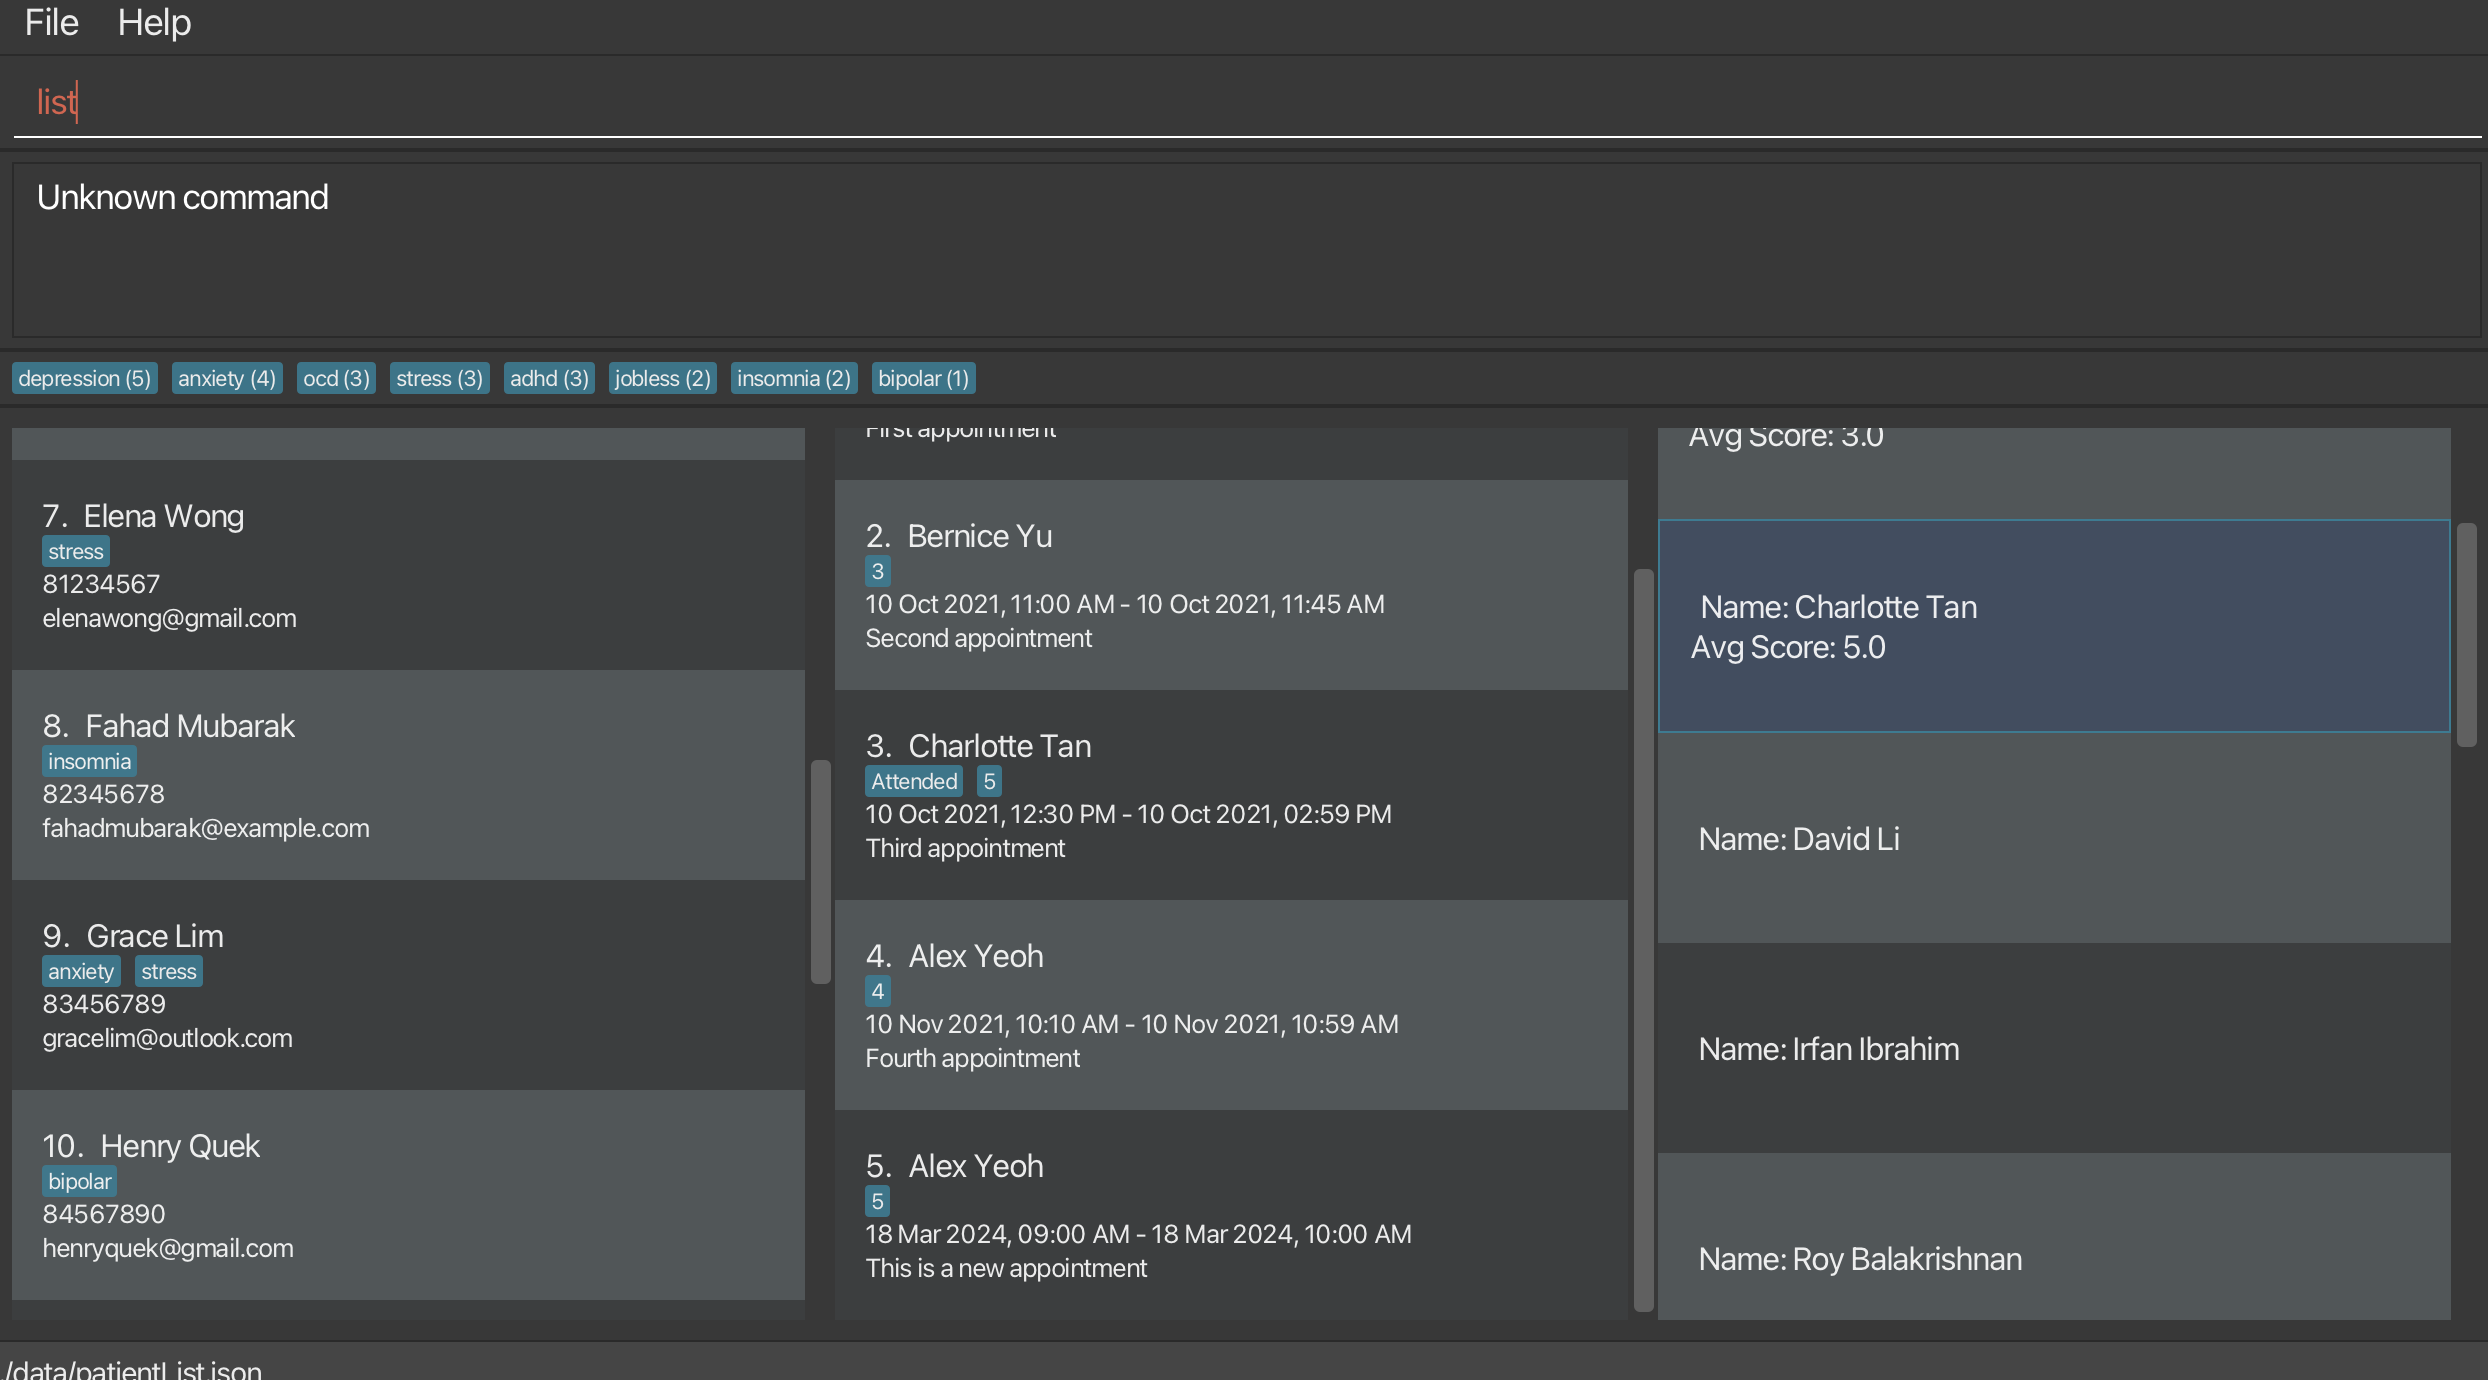 File Help
list
Unknown command
depression (5) anxiety (4) ocd (3) stress (3) adhd (3) jobless (2) insomnia (2) bipolar (1)
7. Elena Wong
stress
81234567
elenawong@gmail.com
8. Fahad Mubarak
insomnia
82345678
fahadmubarak@example.com
9. Grace Lim
anxiety stress
83456789
gracelim@outlook.com
10. Henry Quek
bipolar
84567890
henryquek@gmail.com
First appointment
2. Bernice Yu
3
10 Oct 2021, 11:00 AM - 10 Oct 2021, 11:45 AM
Second appointment
3. Charlotte Tan
Attended 5
10 Oct 2021, 12:30 PM - 10 Oct 2021, 02:59 PM
Third appointment
4. Alex Yeoh
4
10 Nov 2021, 10:10 AM - 10 Nov 2021, 10:59 AM
Fourth appointment
5. Alex Yeoh
5
18 Mar 2024, 09:00 AM - 18 Mar 2024, 10:00 AM
This is a new appointment
Avg Score: 3.0
Name: Charlotte Tan
Avg Score: 5.0
Name: David Li
Name: Irfan Ibrahim
Name: Roy Balakrishnan
./data/patientList.json